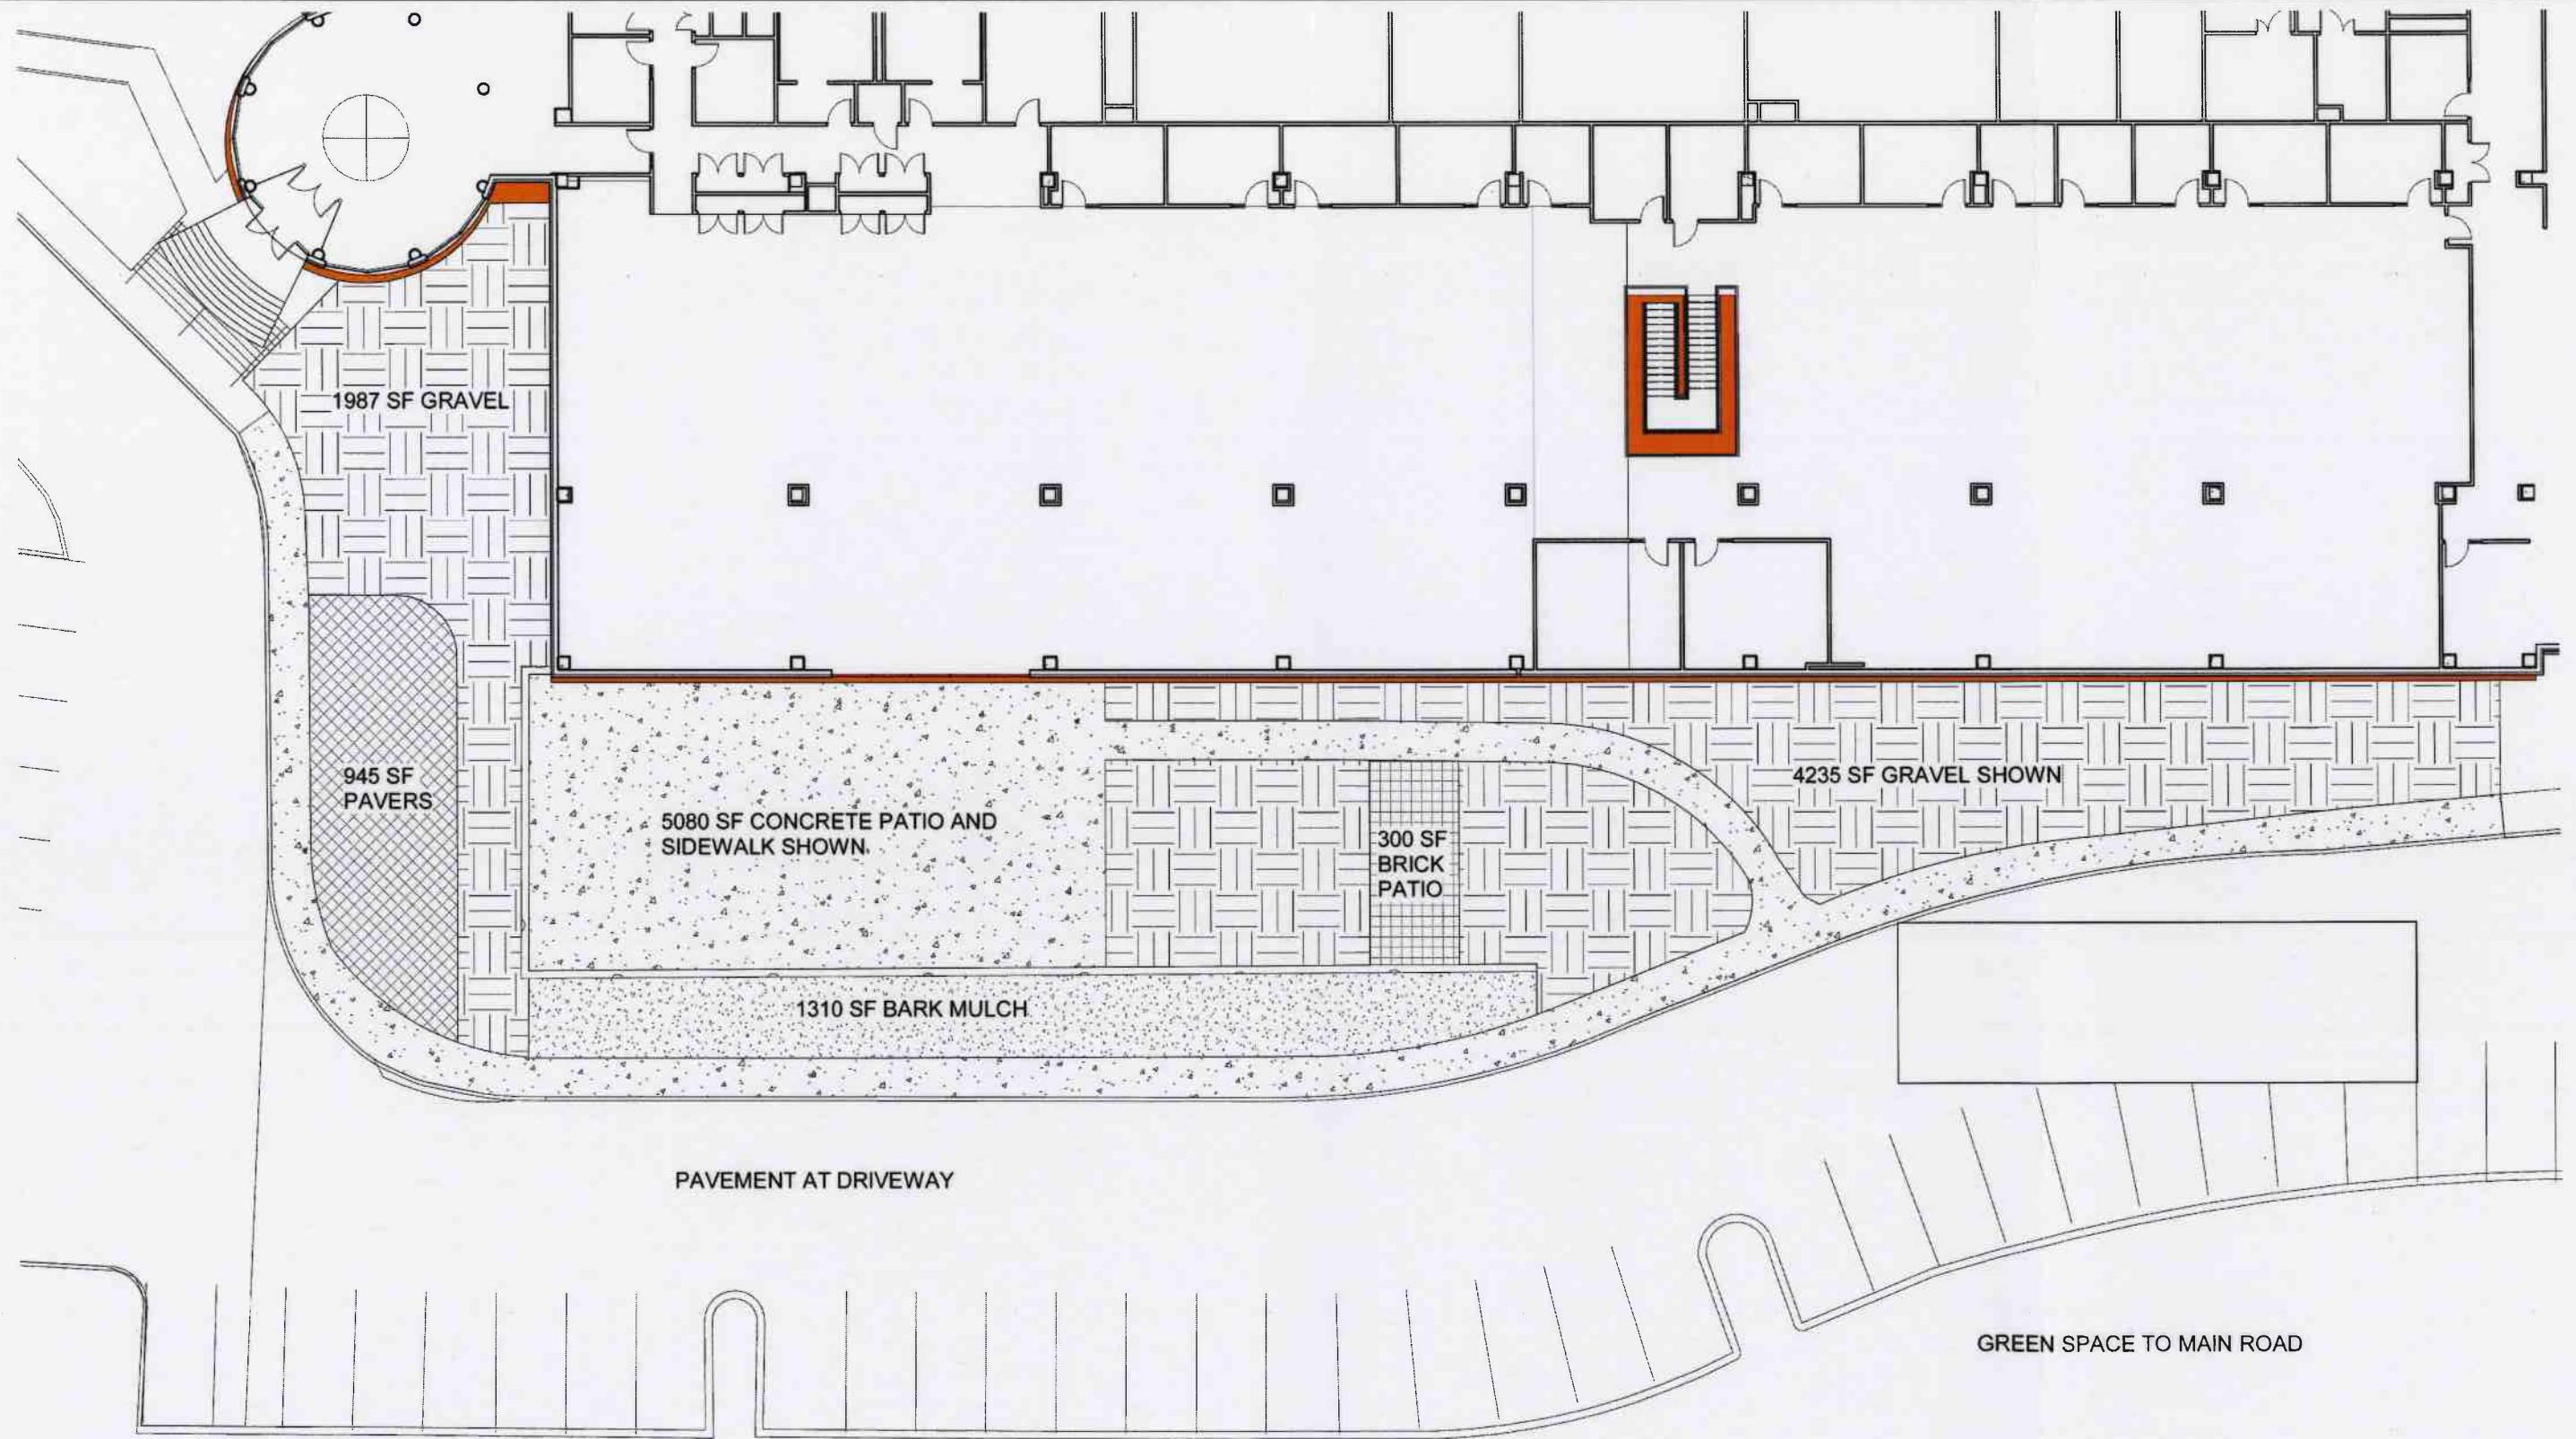 1987 SF GRAVEL
945 SF
PAVERS
5080 SF CONCRETE PATIO AND
SIDEWALK SHOWN
4235 SF GRAVEL SHOWN
300 SF
BRICK
PATIO
1310 SF BARK MULCH
PAVEMENT AT DRIVEWAY
GREEN SPACE TO MAIN ROAD